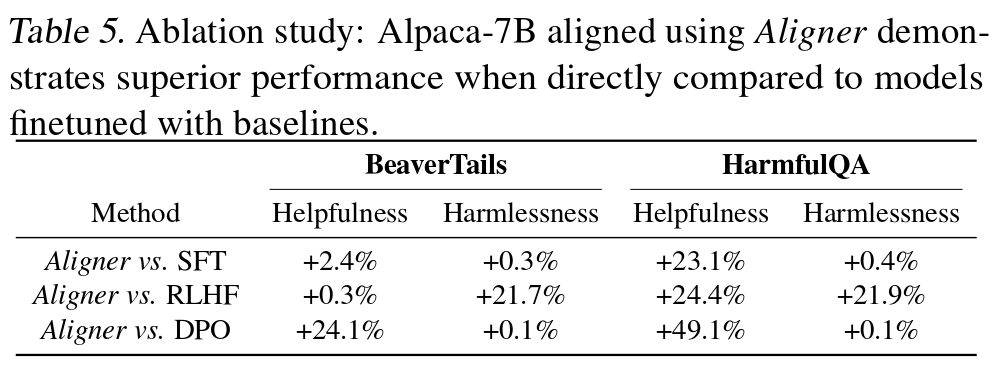 Table 5. Ablation study: Alpaca-7B aligned using Aligner demon-
strates superior performance when directly compared to models
finetuned with baselines.
BeaverTails HarmfulQA
Method Helpfulness Harmlessness Helpfulness Harmlessness
Aligner vs. SFT +2.4% +0.3% +23.1% +0.4%
Aligner vs. RLHF +0.3% +21.7% +24.4% +21.9%
Aligner vs. DPO +24.1% +0.1% +49.1% +0.1%